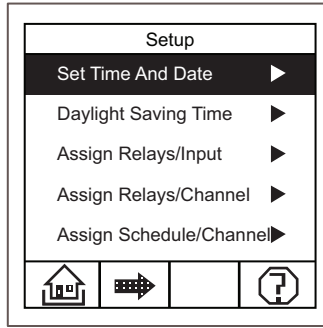 Setup
Set Time And Date
Daylight Saving Time
Assign Relays/Input
Assign Relays/Channel
Assign Schedule/Channel
?